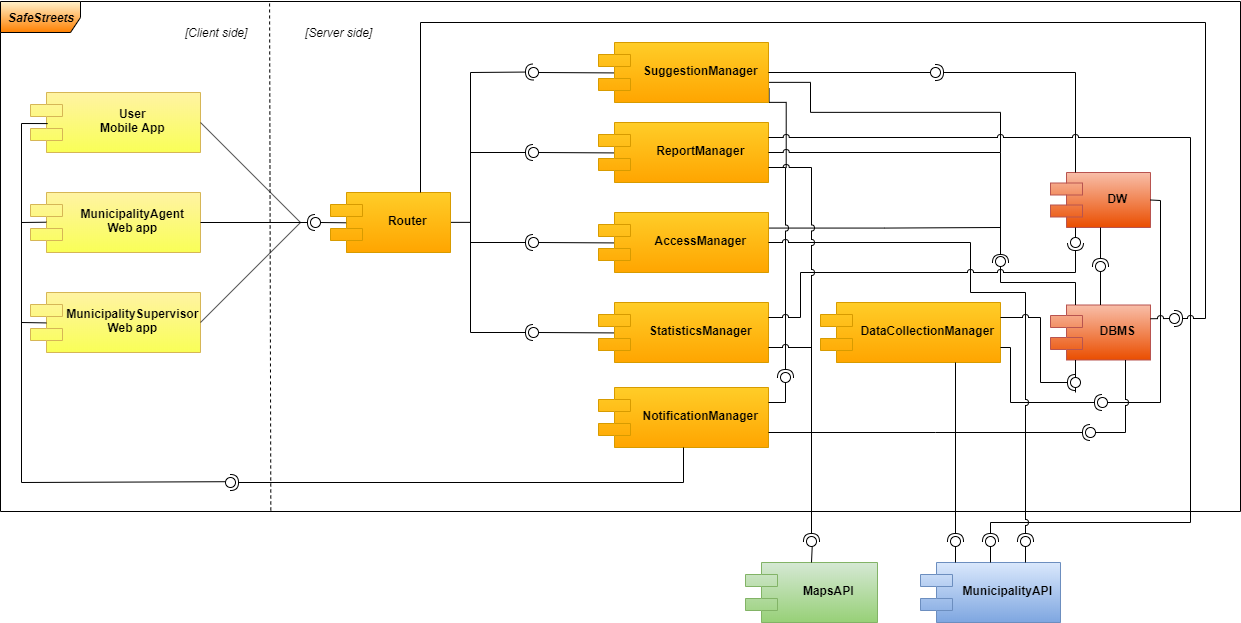 SafeStreets
[Client side]
[Server side]
User
Mobile App
MunicipalityAgent
Web app
MunicipalitySupervisor
Web app
Router
SuggestionManager
ReportManager
AccessManager
StatisticsManager
NotificationManager
DataCollectionManager
DW
DBMS
MapsAPI
MunicipalityAPI